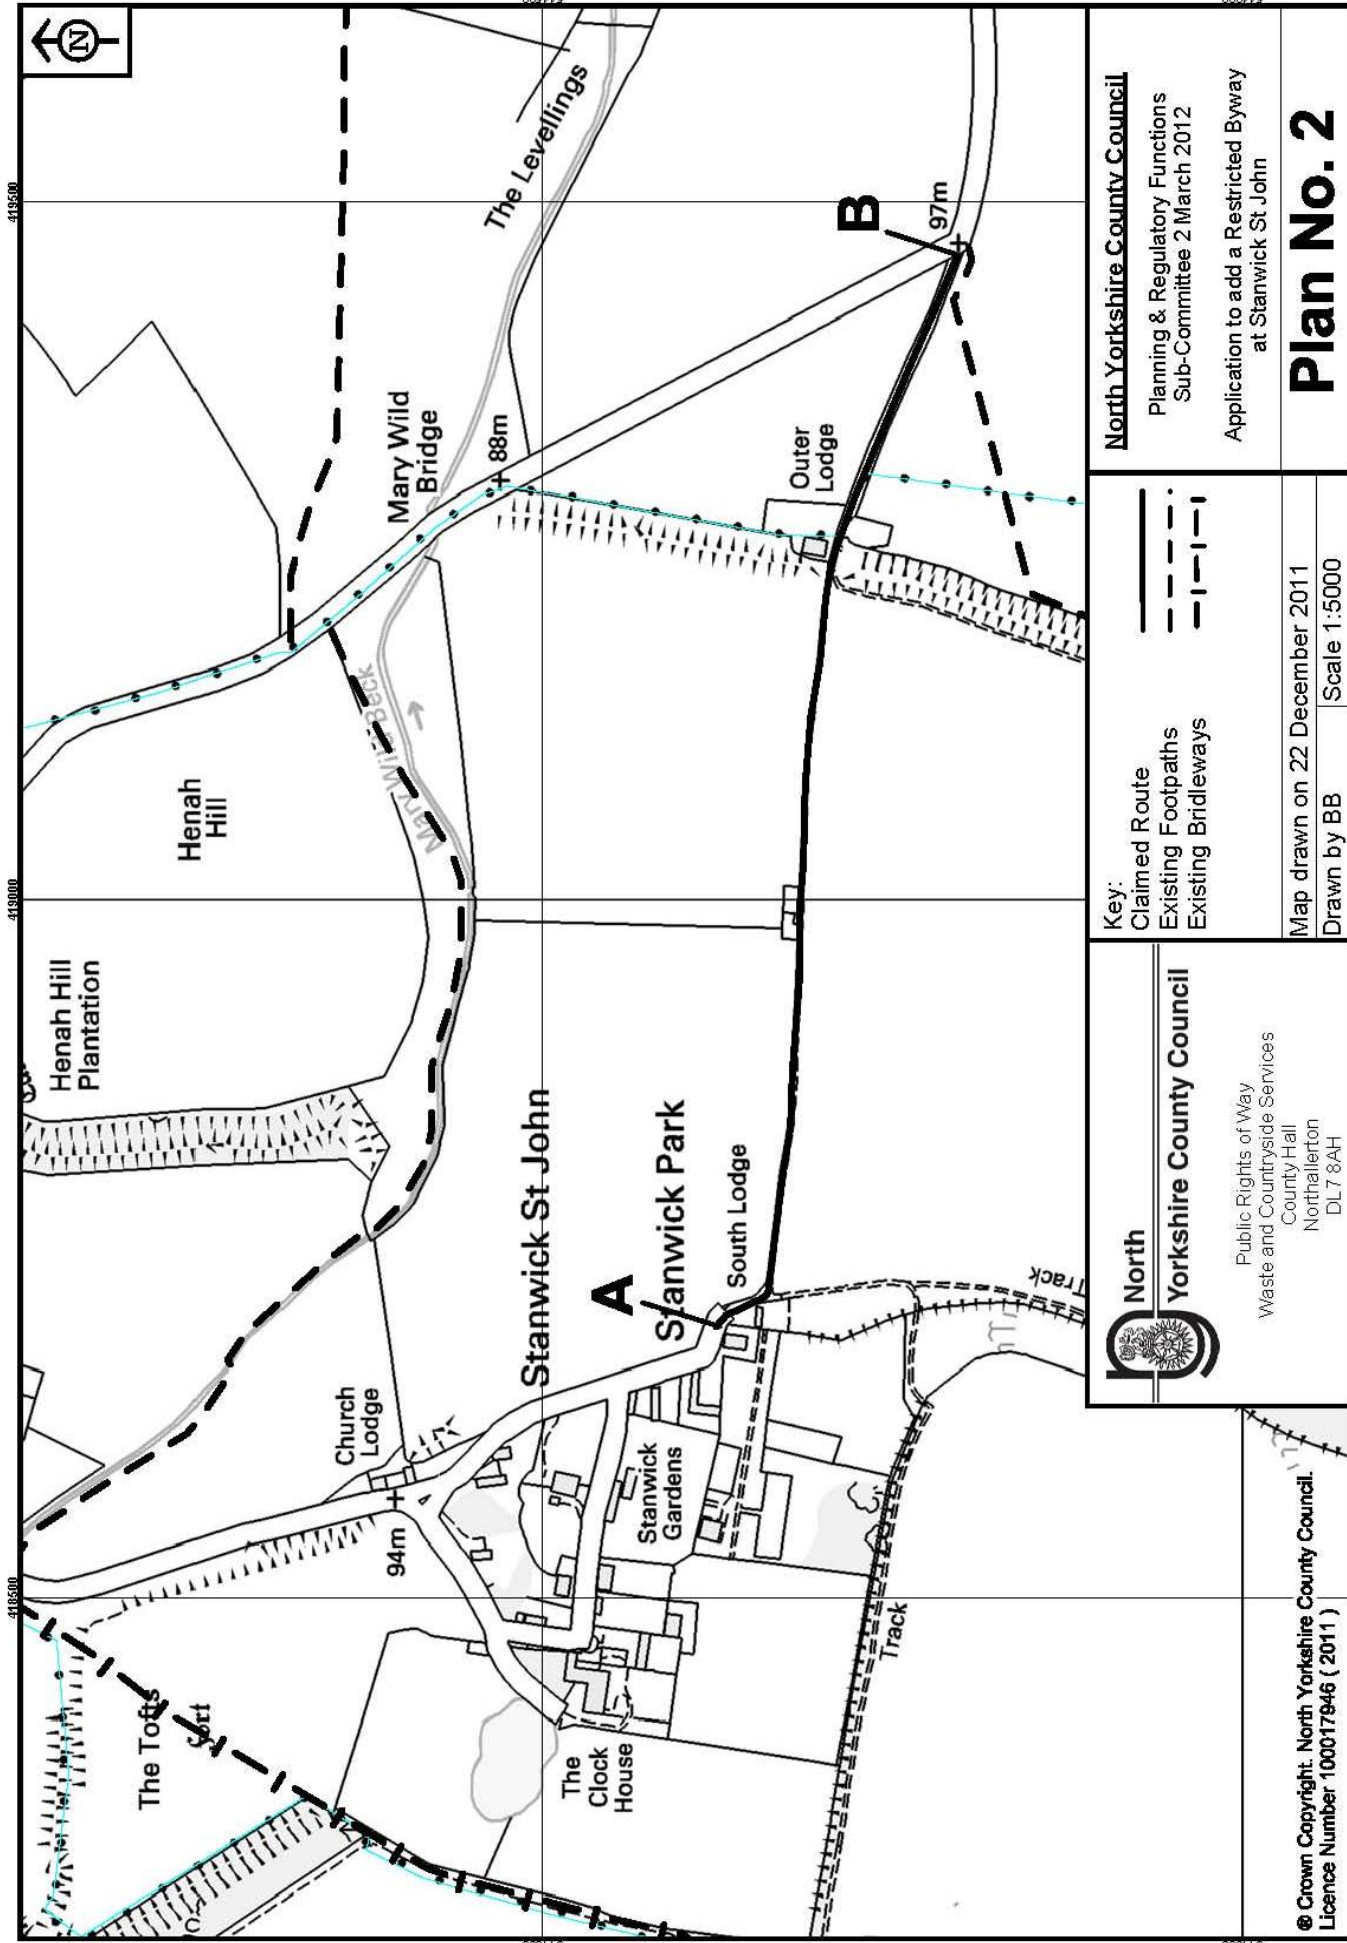 N
419500
419000
418500
Henah Hill
Plantation
Henah
Hill
The Tofts
Fort
Mary Wild
Bridge
88m
The Levellings
Mary Wild Beck
Church
Lodge
94m
Stanwick St John
Stanwick Park
A
South Lodge
Stanwick
Gardens
The
Clock
House
Outer
Lodge
B
97m
Track
Track
North
Yorkshire County Council
Public Rights of Way
Waste and Countryside Services
County Hall
Northallerton
DL7 8AH
Key:
Claimed Route
Existing Footpaths
Existing Bridleways
Map drawn on 22 December 2011
Drawn by BB
Scale 1:5000
North Yorkshire County Council
Planning & Regulatory Functions
Sub-Committee 2 March 2012
Application to add a Restricted Byway
at Stanwick St John
Plan No. 2
® Crown Copyright. North Yorkshire County Council.
Licence Number 100017946 ( 2011 )